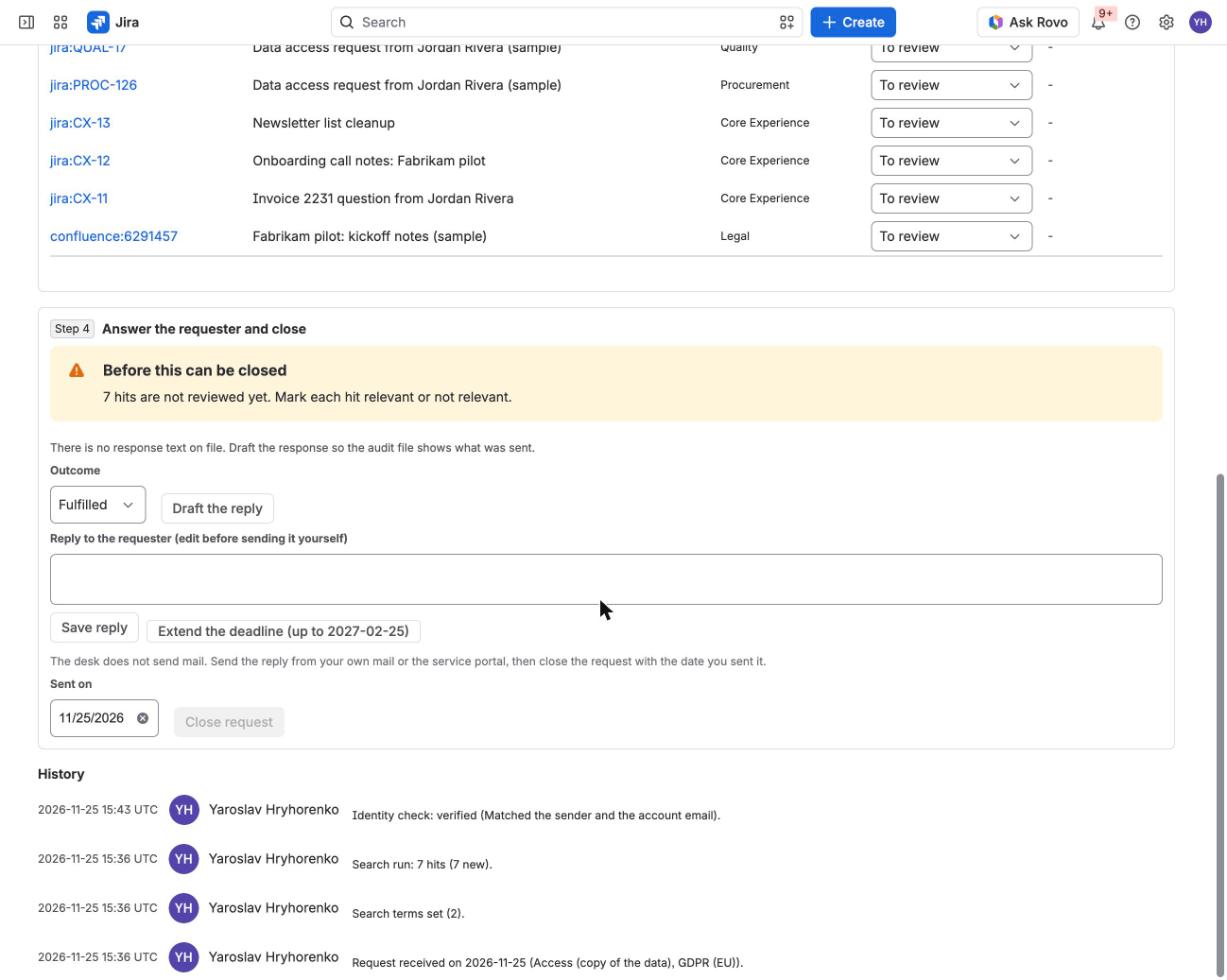 Jira
Search
Create
Ask Rovo
9+
YH
jira:QUAL-17 Data access request from Jordan Rivera (sample) Quality To review -
jira:PROC-126 Data access request from Jordan Rivera (sample) Procurement To review -
jira:CX-13 Newsletter list cleanup Core Experience To review -
jira:CX-12 Onboarding call notes: Fabrikam pilot Core Experience To review -
jira:CX-11 Invoice 2231 question from Jordan Rivera Core Experience To review -
confluence:6291457 Fabrikam pilot: kickoff notes (sample) Legal To review -
Step 4 Answer the requester and close
Before this can be closed
7 hits are not reviewed yet. Mark each hit relevant or not relevant.
There is no response text on file. Draft the response so the audit file shows what was sent.
Outcome
Fulfilled Draft the reply
Reply to the requester (edit before sending it yourself)
Save reply Extend the deadline (up to 2027-02-25)
The desk does not send mail. Send the reply from your own mail or the service portal, then close the request with the date you sent it.
Sent on
11/25/2026 Close request
History
2026-11-25 15:43 UTC YH Yaroslav Hryhorenko Identity check: verified (Matched the sender and the account email).
2026-11-25 15:36 UTC YH Yaroslav Hryhorenko Search run: 7 hits (7 new).
2026-11-25 15:36 UTC YH Yaroslav Hryhorenko Search terms set (2).
2026-11-25 15:36 UTC YH Yaroslav Hryhorenko Request received on 2026-11-25 (Access (copy of the data), GDPR (EU)).